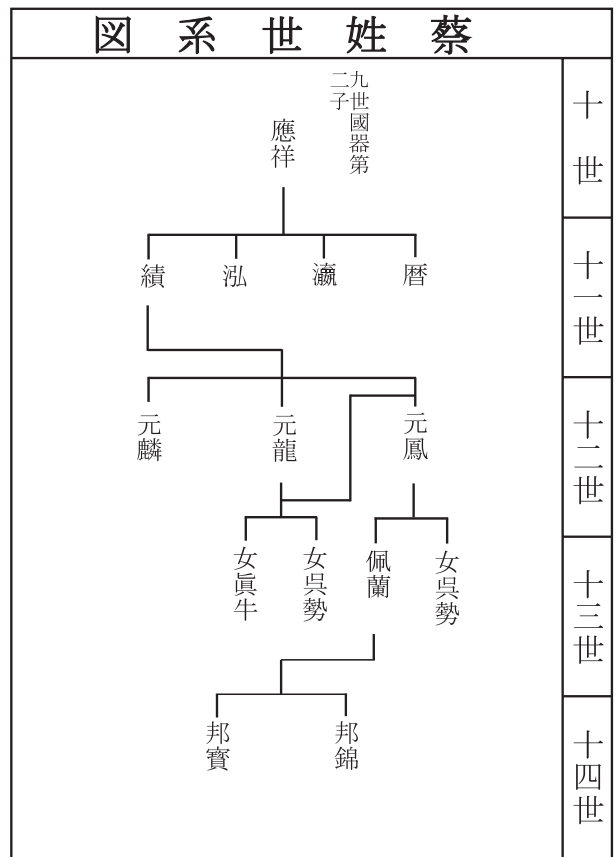 蔡姓世系図
十世
九世國器第
二子
應祥
十一世
暦
瀛
泓
績
十二世
元鳳
元龍
元麟
十三世
女呉勢
佩蘭
女呉勢
女眞牛
十四世
邦錦
邦寳